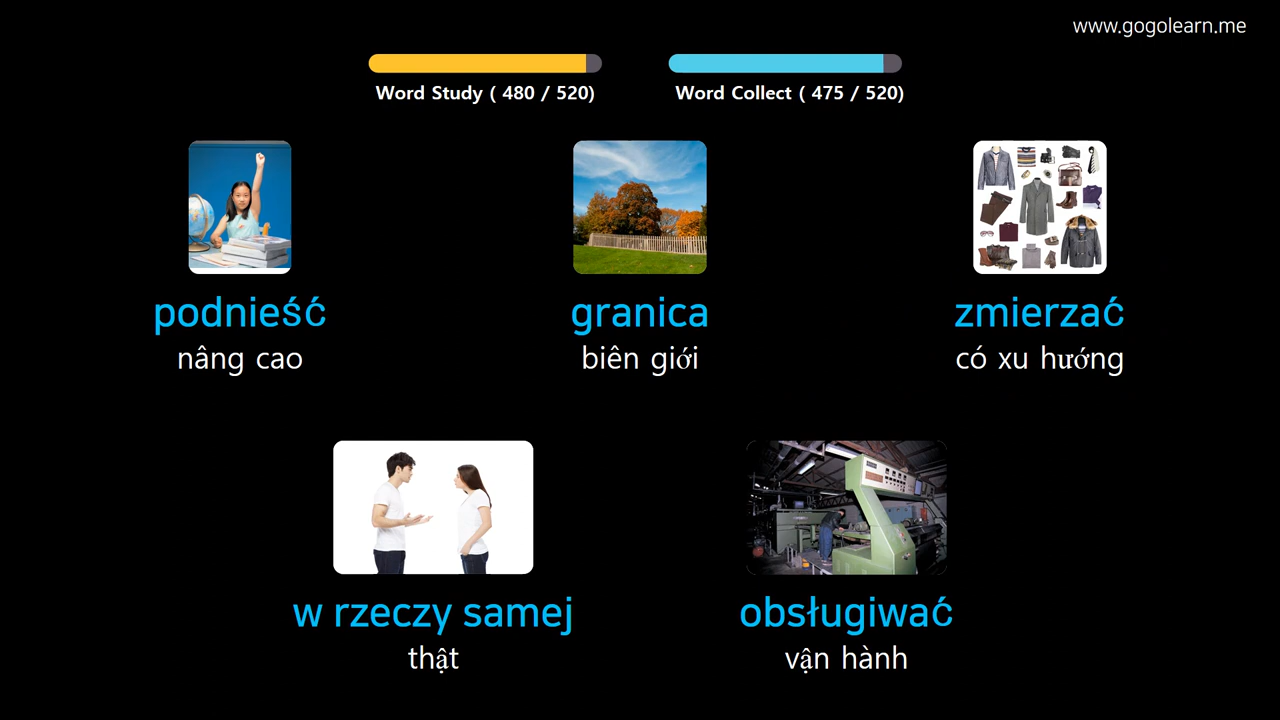 www.gogolearn.me
Word Study ( 480 / 520)
Word Collect ( 475 / 520)
podnieść
granica
zmierzać
nâng cao
biên giới
có xu hướng
w rzeczy samej
obsługiwać
thật
vận hành